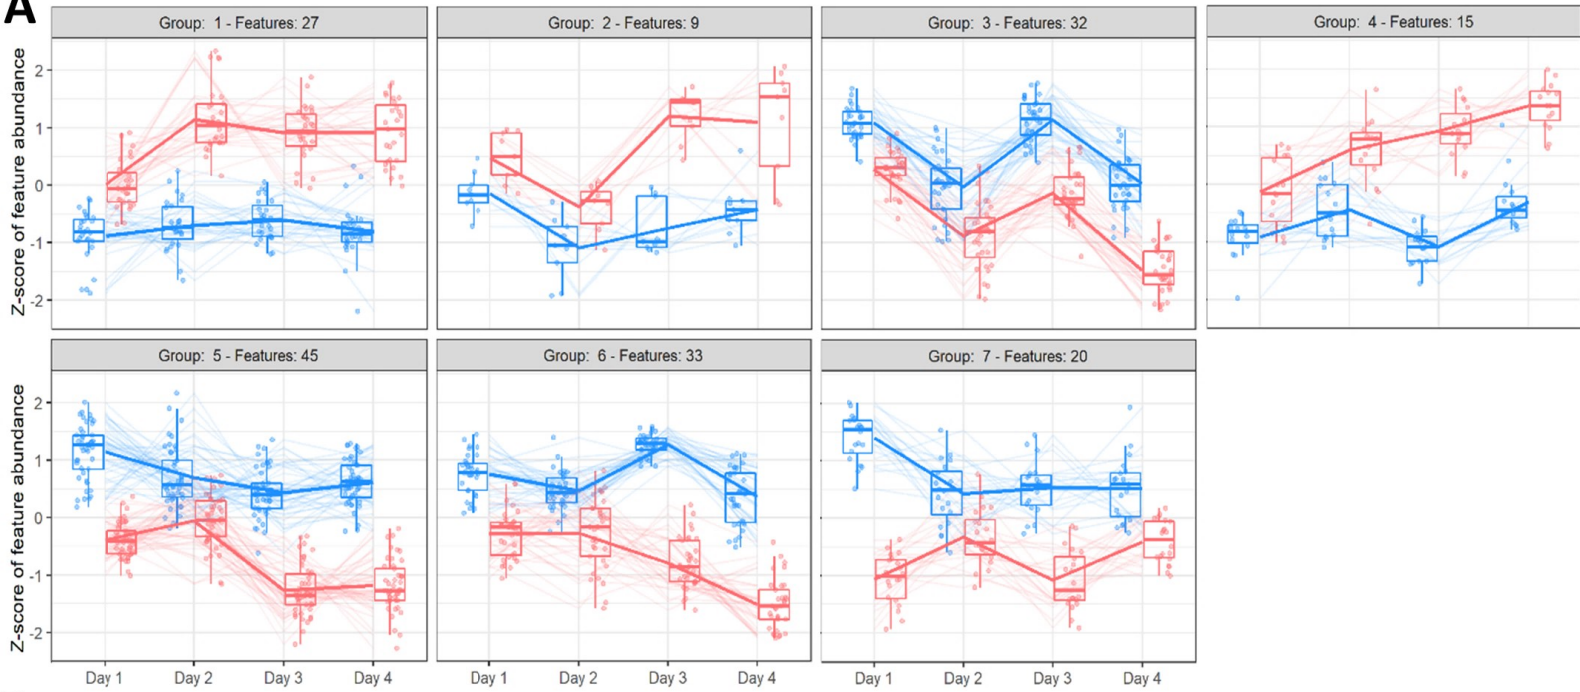 A
Group: 1 - Features: 27
Group: 2 - Features: 9
Group: 3 - Features: 32
Group: 4 - Features: 15
Z-score of feature abundance
2
1
0
-1
-2
Group: 5 - Features: 45
Group: 6 - Features: 33
Group: 7 - Features: 20
Z-score of feature abundance
2
1
0
-1
-2
Day 1 Day 2 Day 3 Day 4
Day 1 Day 2 Day 3 Day 4
Day 1 Day 2 Day 3 Day 4